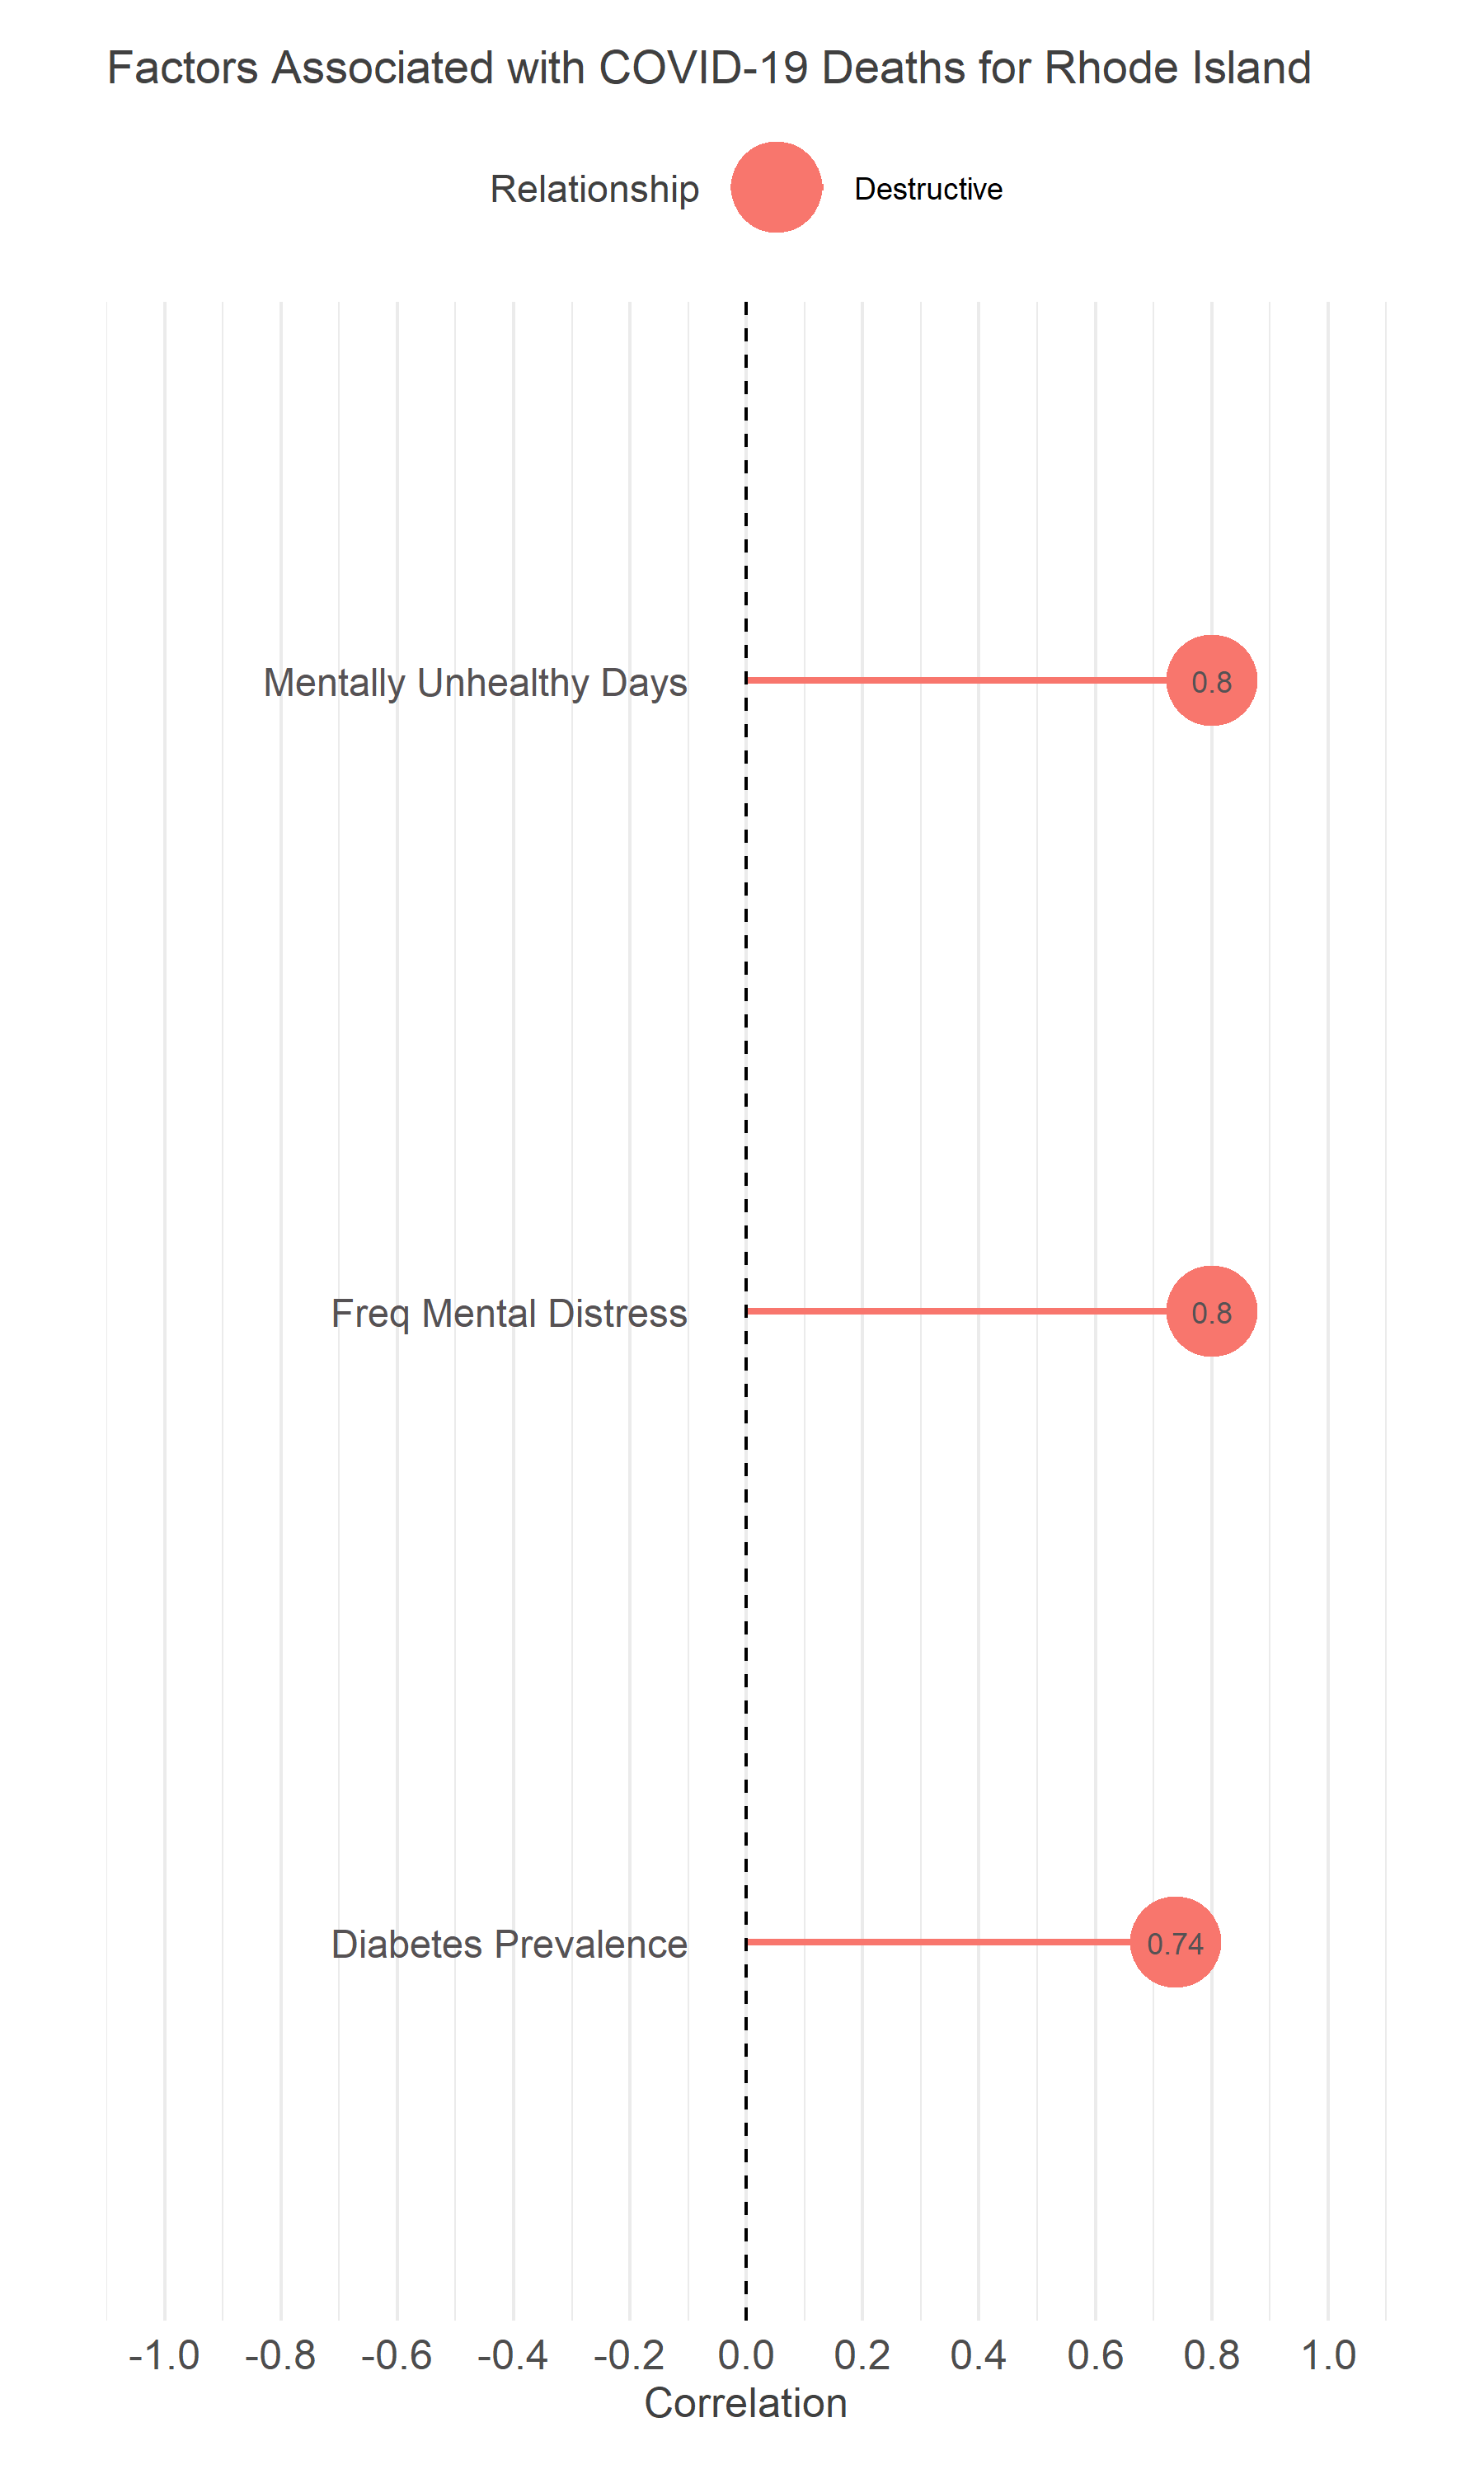 Factors Associated with COVID-19 Deaths for Rhode Island
Relationship Destructive
Mentally Unhealthy Days 0.8
Freq Mental Distress 0.8
Diabetes Prevalence 0.74
-1.0 -0.8 -0.6 -0.4 -0.2 0.0 0.2 0.4 0.6 0.8 1.0
Correlation